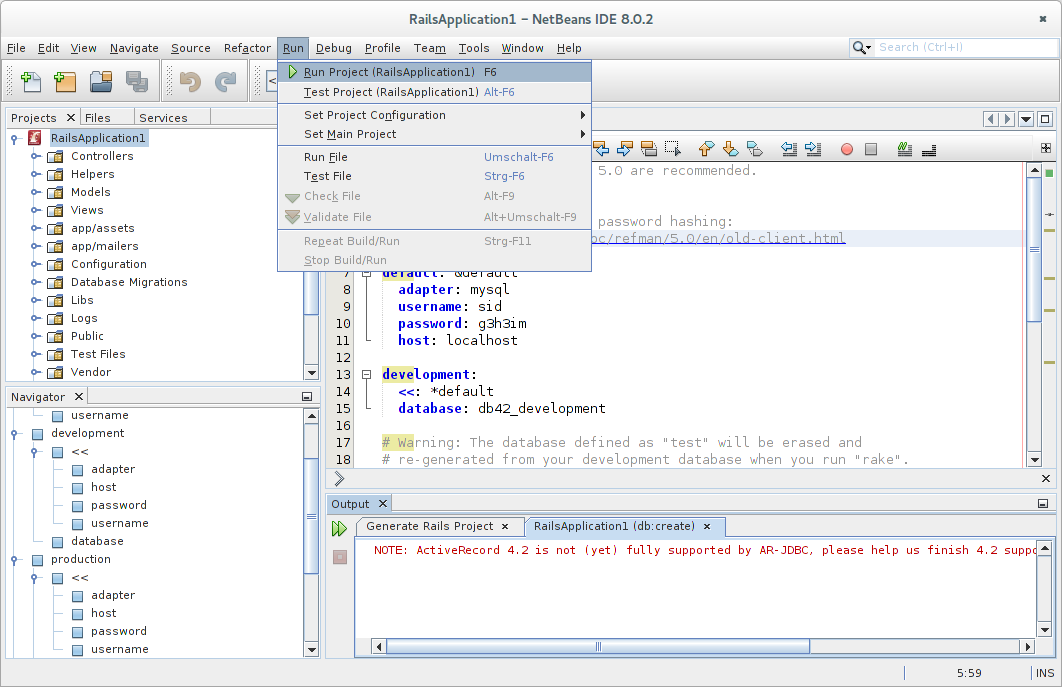 RailsApplication1 – NetBeans IDE 8.0.2
File Edit View Navigate Source Refactor Run Debug Profile Team Tools Window Help
Search (Ctrl+I)
Run Project (RailsApplication1) F6
Test Project (RailsApplication1) Alt-F6
Set Project Configuration
Set Main Project
Run File Umschalt-F6
Test File Strg-F6
Check File Alt-F9
Validate File Alt+Umschalt-F9
Repeat Build/Run Strg-F11
Stop Build/Run
Projects Files Services
RailsApplication1
Controllers
Helpers
Models
Views
app/assets
app/mailers
Configuration
Database Migrations
Libs
Logs
Public
Test Files
Vendor
5.0 are recommended.
password hashing:
oc/refman/5.0/en/old-client.html
7 default: &default
8 adapter: mysql
9 username: sid
10 password: g3h3im
11 host: localhost
12
13 development:
14 <<: *default
15 database: db42_development
16
17 # Warning: The database defined as "test" will be erased and
18 # re-generated from your development database when you run "rake".
Navigator
username
development
<<
adapter
host
password
username
database
production
<<
adapter
host
password
username
Output
Generate Rails Project RailsApplication1 (db:create)
NOTE: ActiveRecord 4.2 is not (yet) fully supported by AR-JDBC, please help us finish 4.2 suppo
5:59 INS